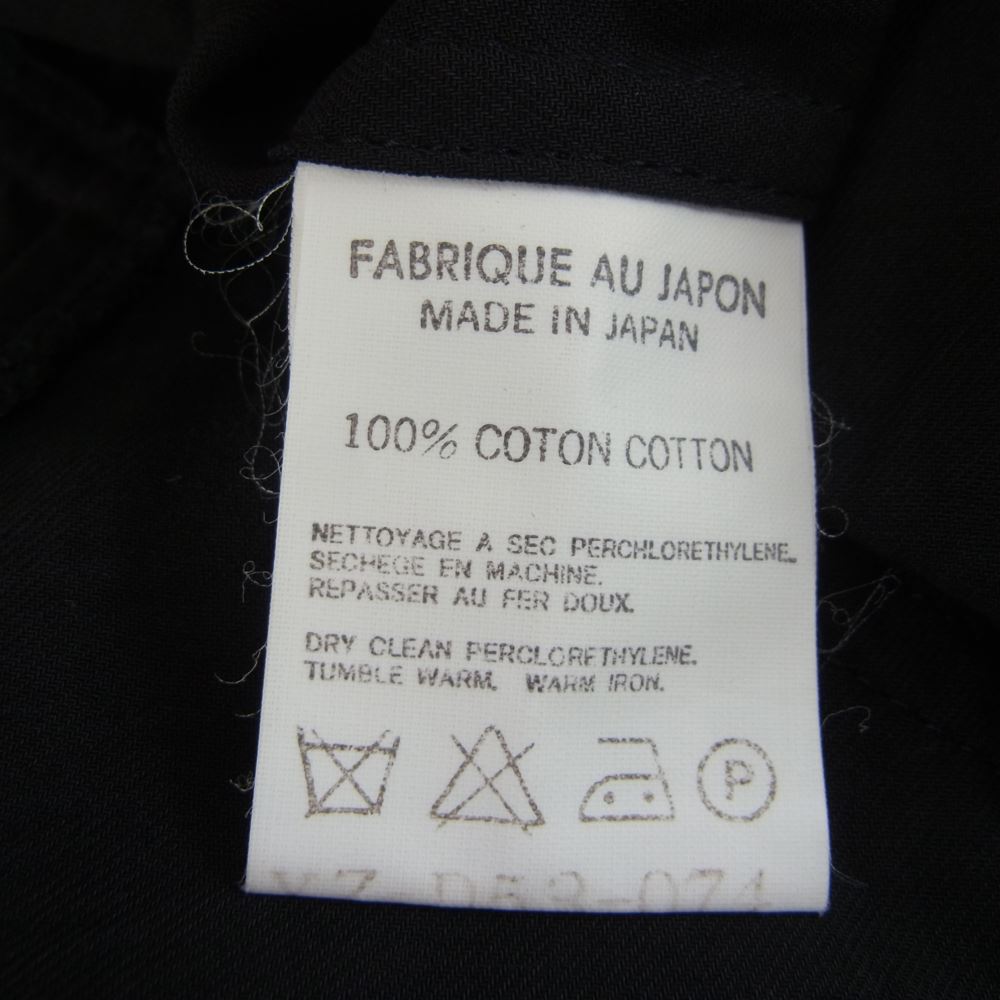 FABRIQUE AU JAPON
MADE IN JAPAN
100% COTON COTTON
NETTOYAGE A SEC PERCHLORETHYLENE.
SECHEGE EN MACHINE.
REPASSER AU FER DOUX.
DRY CLEAN PERCLORETHYLENE.
TUMBLE WARM. WARM IRON.
P